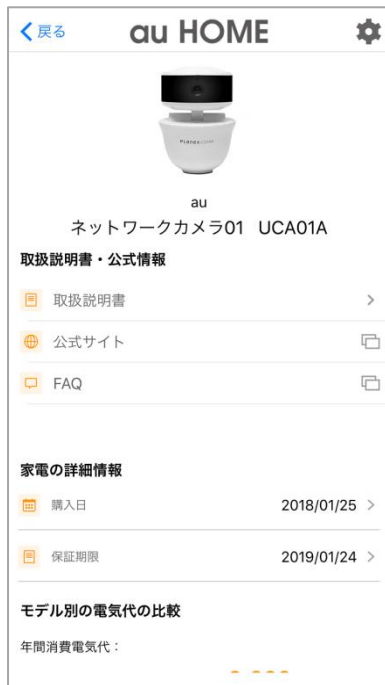 戻る au HOME
PLANEX COMM.
au
ネットワークカメラ01 UCA01A
取扱説明書・公式情報
取扱説明書
公式サイト
FAQ
家電の詳細情報
購入日 2018/01/25
保証期限 2019/01/24
モデル別の電気代の比較
年間消費電気代：